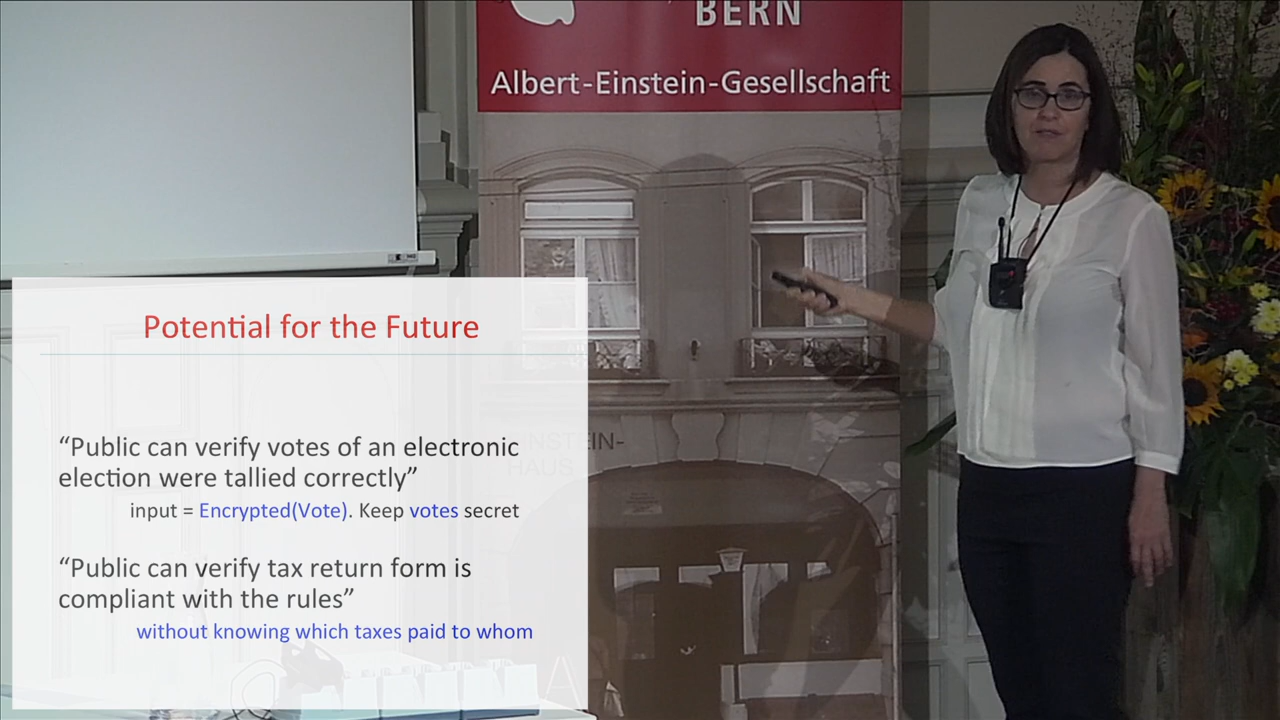 BERN
Albert-Einstein-Gesellschaft
Potential for the Future
“Public can verify votes of an electronic
election were tallied correctly”
input = Encrypted(Vote). Keep votes secret
“Public can verify tax return form is
compliant with the rules”
without knowing which taxes paid to whom
EINSTEIN-
HAUS